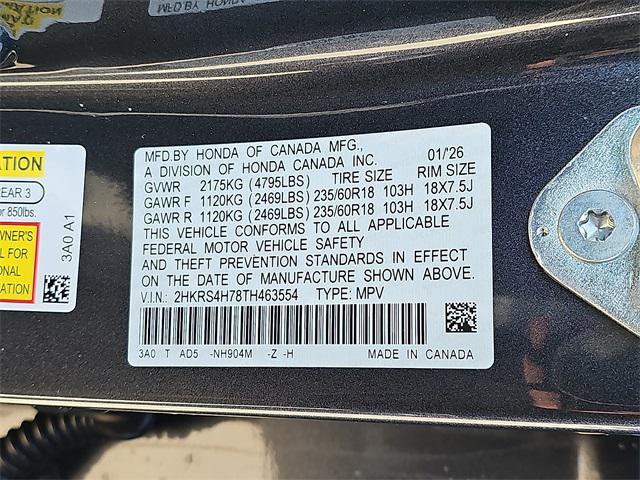 MFD.BY HONDA OF CANADA MFG., 01/'26
A DIVISION OF HONDA CANADA INC.
GVWR 2175KG (4795LBS) TIRE SIZE RIM SIZE
GAWR F 1120KG (2469LBS) 235/60R18 103H 18X7.5J
GAWR R 1120KG (2469LBS) 235/60R18 103H 18X7.5J
THIS VEHICLE CONFORMS TO ALL APPLICABLE
FEDERAL MOTOR VEHICLE SAFETY
AND THEFT PREVENTION STANDARDS IN EFFECT
ON THE DATE OF MANUFACTURE SHOWN ABOVE.
V.I.N.: 2HKRS4H78TH463554 TYPE: MPV
3A0 T AD5 -NH904M -Z -H MADE IN CANADA
EAR 3
r 850lbs.
WNER'S
L FOR
ONAL
ATION
3A0 A1